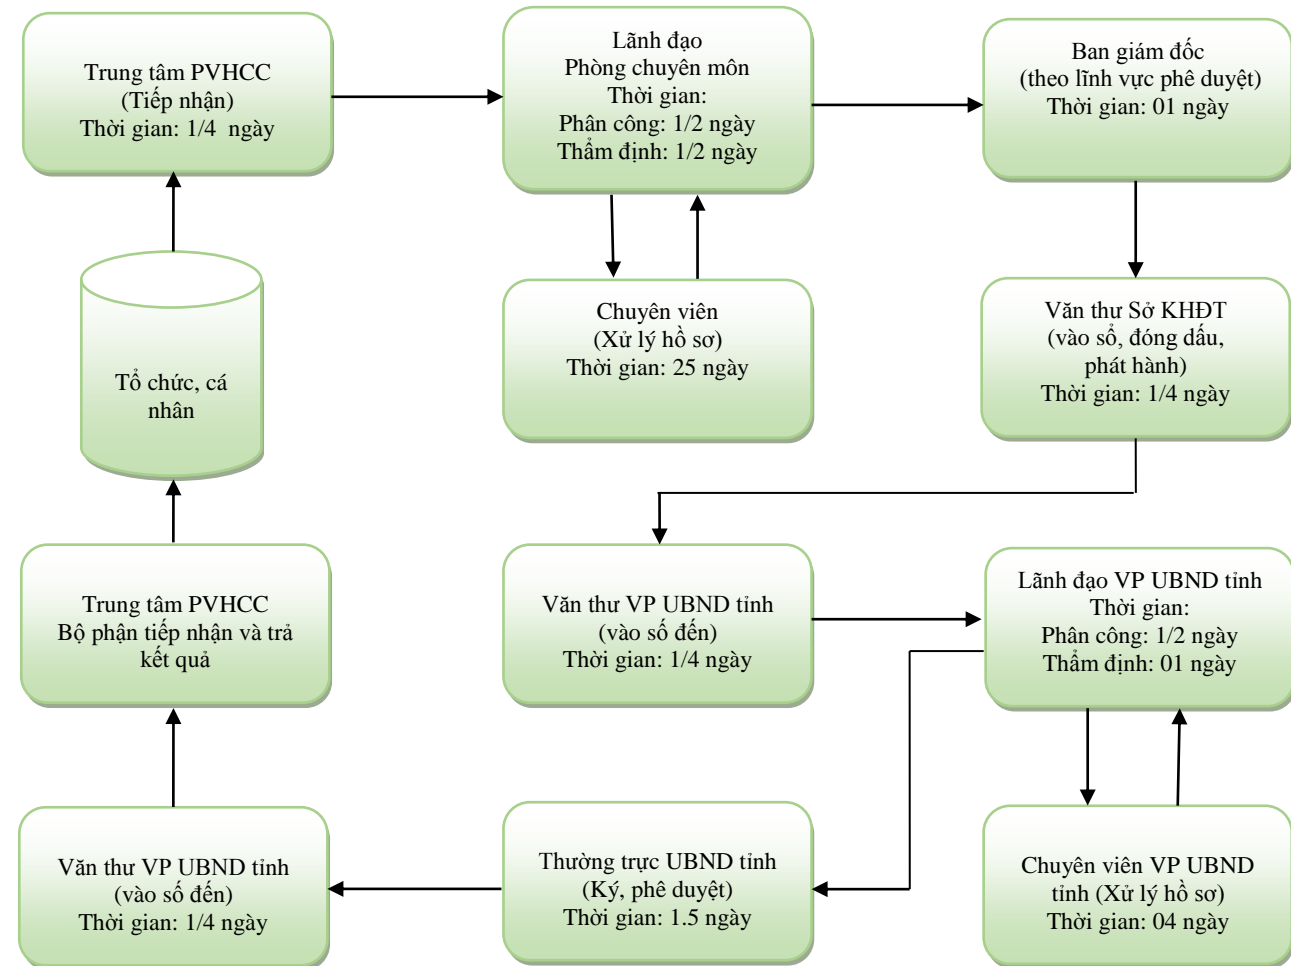 Trung tâm PVHCC
(Tiếp nhận)
Thời gian: 1/4  ngày
Lãnh đạo
Phòng chuyên môn
Thời gian:
Phân công: 1/2 ngày
Thẩm định: 1/2 ngày
Ban giám đốc
(theo lĩnh vực phê duyệt)
Thời gian: 01 ngày
Tổ chức, cá
nhân
Chuyên viên
(Xử lý hồ sơ)
Thời gian: 25 ngày
Văn thư Sở KHĐT
(vào sổ, đóng dấu,
phát hành)
Thời gian: 1/4 ngày
Trung tâm PVHCC
Bộ phận tiếp nhận và trả
kết quả
Văn thư VP UBND tỉnh
(vào số đến)
Thời gian: 1/4 ngày
Lãnh đạo VP UBND tỉnh
Thời gian:
Phân công: 1/2 ngày
Thẩm định: 01 ngày
Văn thư VP UBND tỉnh
(vào số đến)
Thời gian: 1/4 ngày
Thường trực UBND tỉnh
(Ký, phê duyệt)
Thời gian: 1.5 ngày
Chuyên viên VP UBND
tỉnh (Xử lý hồ sơ)
Thời gian: 04 ngày